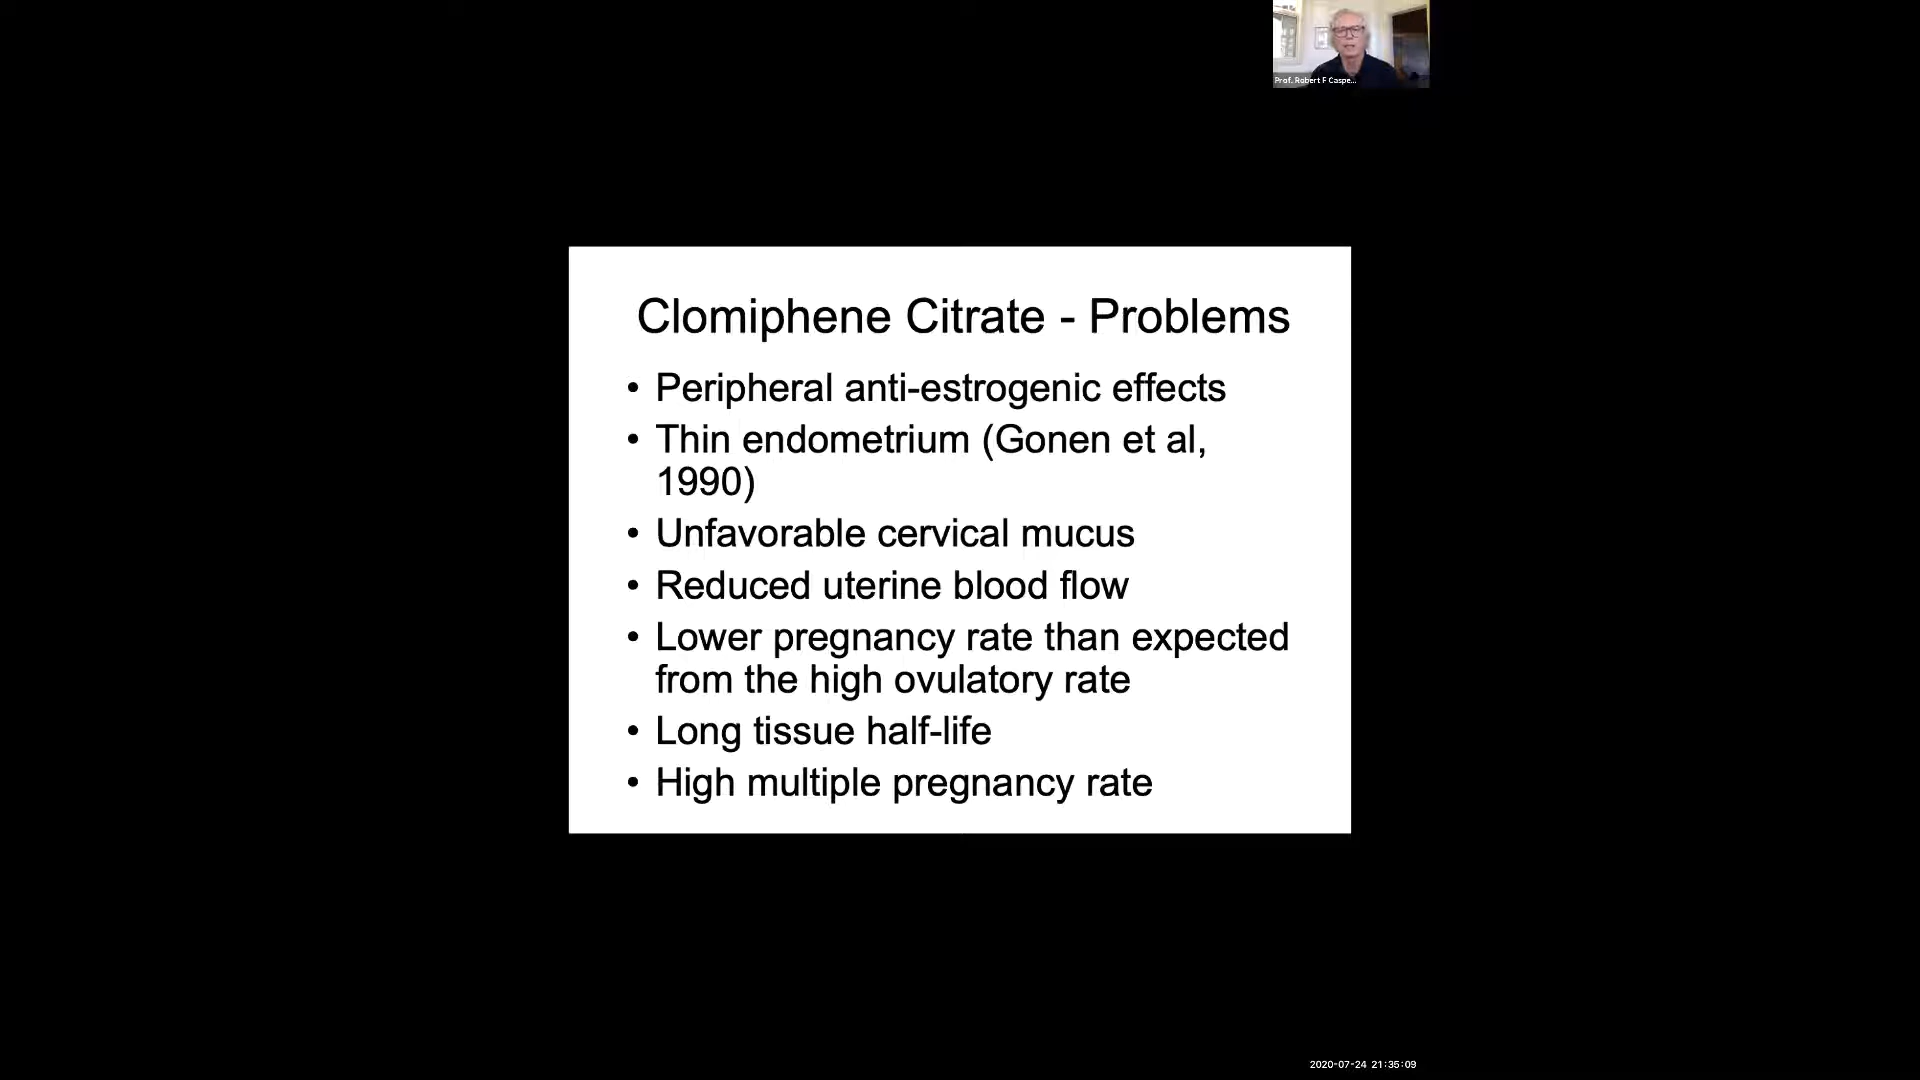 Prof. Robert F Caspe...
Clomiphene Citrate - Problems
• Peripheral anti-estrogenic effects
• Thin endometrium (Gonen et al,
1990)
• Unfavorable cervical mucus
• Reduced uterine blood flow
• Lower pregnancy rate than expected
from the high ovulatory rate
• Long tissue half-life
• High multiple pregnancy rate
2020-07-24 21:35:09